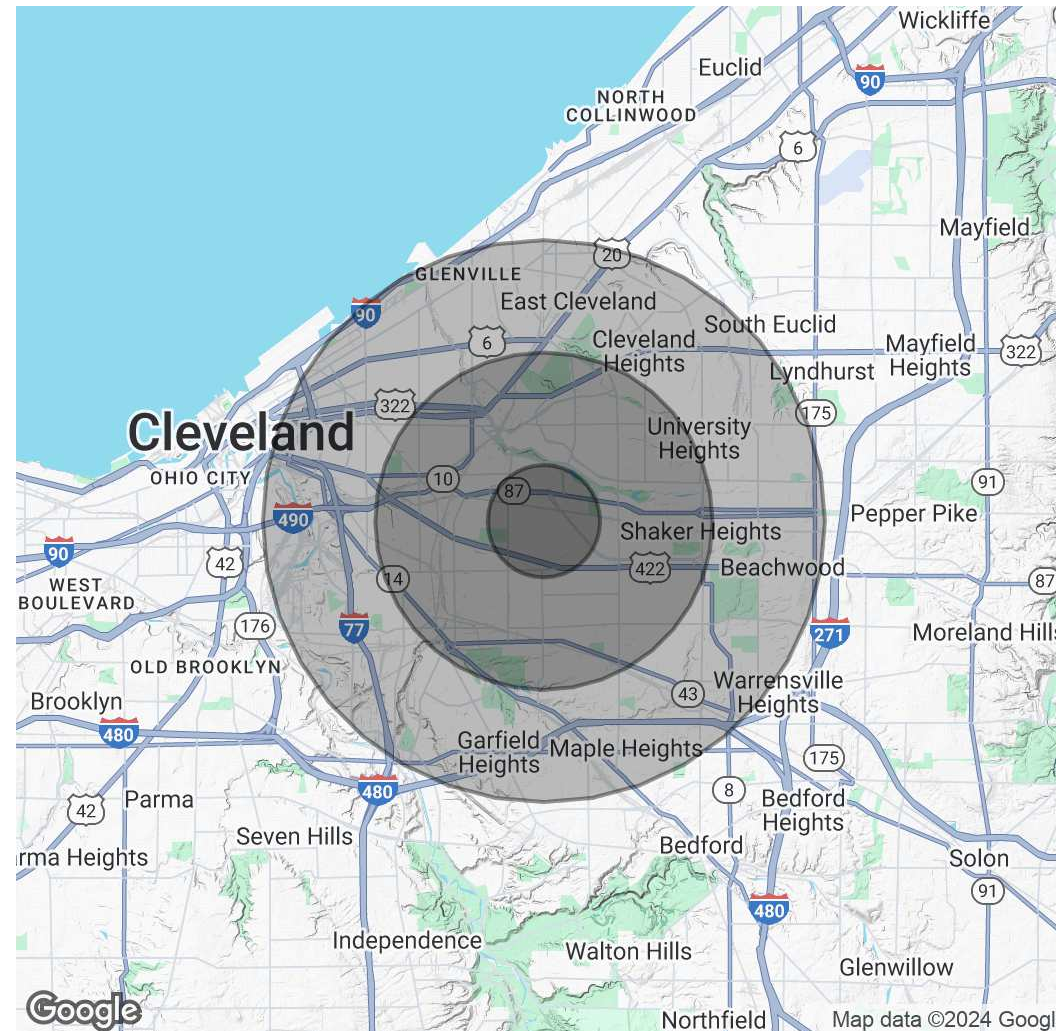 Wickliffe
Euclid
90
NORTH
COLLINWOOD
6
Mayfield
20
GLENVILLE
East Cleveland
90
South Euclid
6
Cleveland
Heights
Mayfield
Heights
322
Lyndhurst
322
175
Cleveland
University
Heights
OHIO CITY
10
87
91
490
Pepper Pike
Shaker Heights
90
42
422
Beachwood
14
87
WEST
BOULEVARD
176
77
271
Moreland Hills
OLD BROOKLYN
Brooklyn
43
Warrensville
Heights
480
Garfield
Heights
Maple Heights
175
480
8
42
Parma
Bedford
Heights
Seven Hills
Bedford
rma Heights
Solon
91
480
Independence
Walton Hills
Glenwillow
Google
Northfield
Map data ©2024 Googl